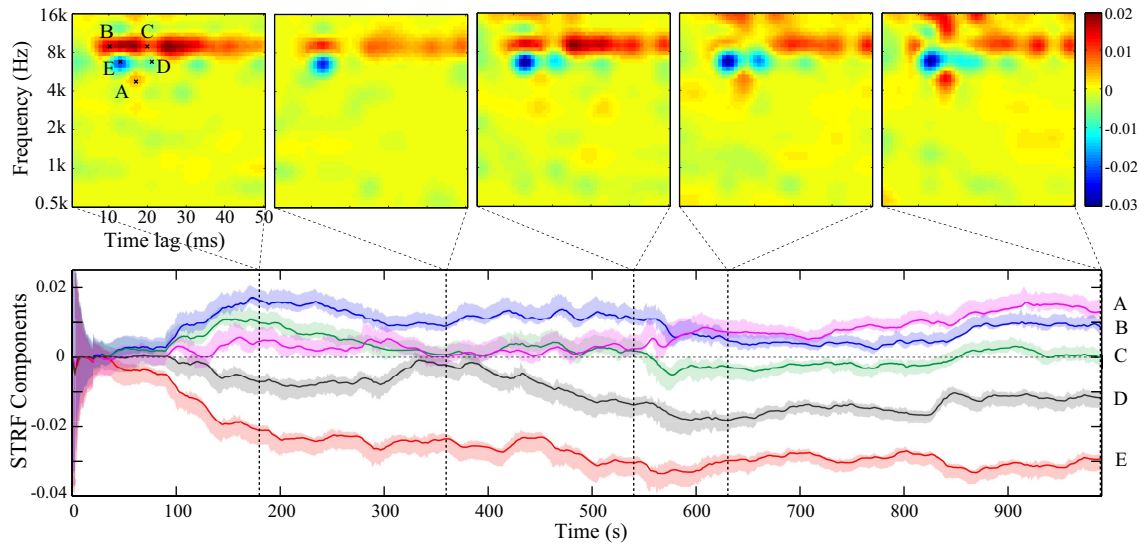 16k
8k
4k
2k
1k
0.5k
Frequency (Hz)
B
C
E
D
A
10
20
30
40
50
Time lag (ms)
0.02
0.01
0
-0.01
-0.02
-0.03
0.02
0
-0.02
-0.04
STRF Components
0
100
200
300
400
500
600
700
800
900
Time (s)
A
B
C
D
E